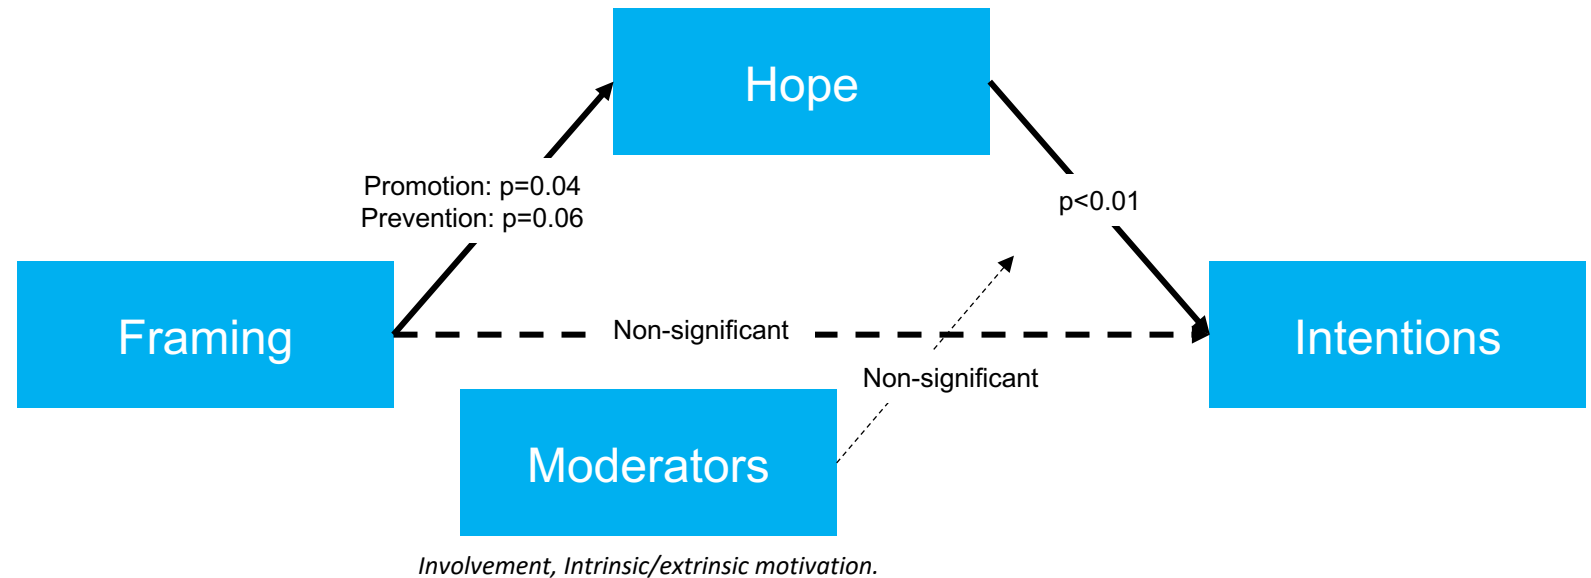 Hope
Promotion: p=0.04
Prevention: p=0.06
p<0.01
Framing
Non-significant
Intentions
Non-significant
Moderators
Involvement, Intrinsic/extrinsic motivation.